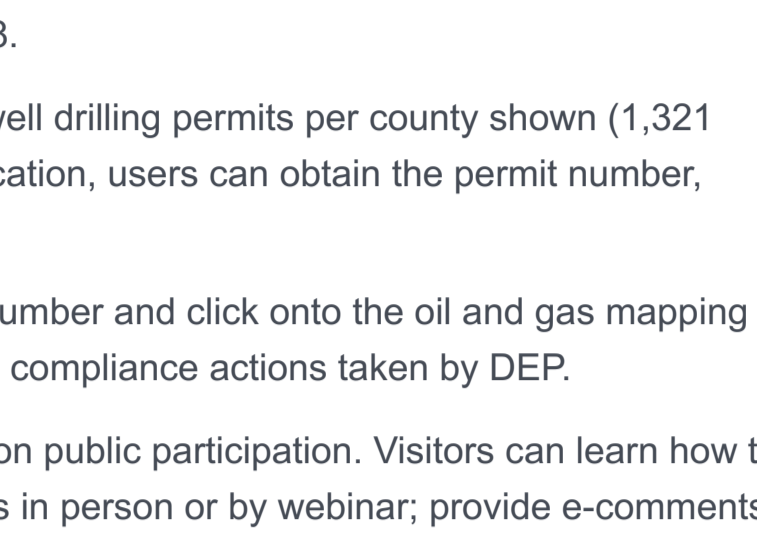 3.
well drilling permits per county shown (1,321
cation, users can obtain the permit number,
umber and click onto the oil and gas mapping
compliance actions taken by DEP.
on public participation. Visitors can learn how t
s in person or by webinar; provide e-comments